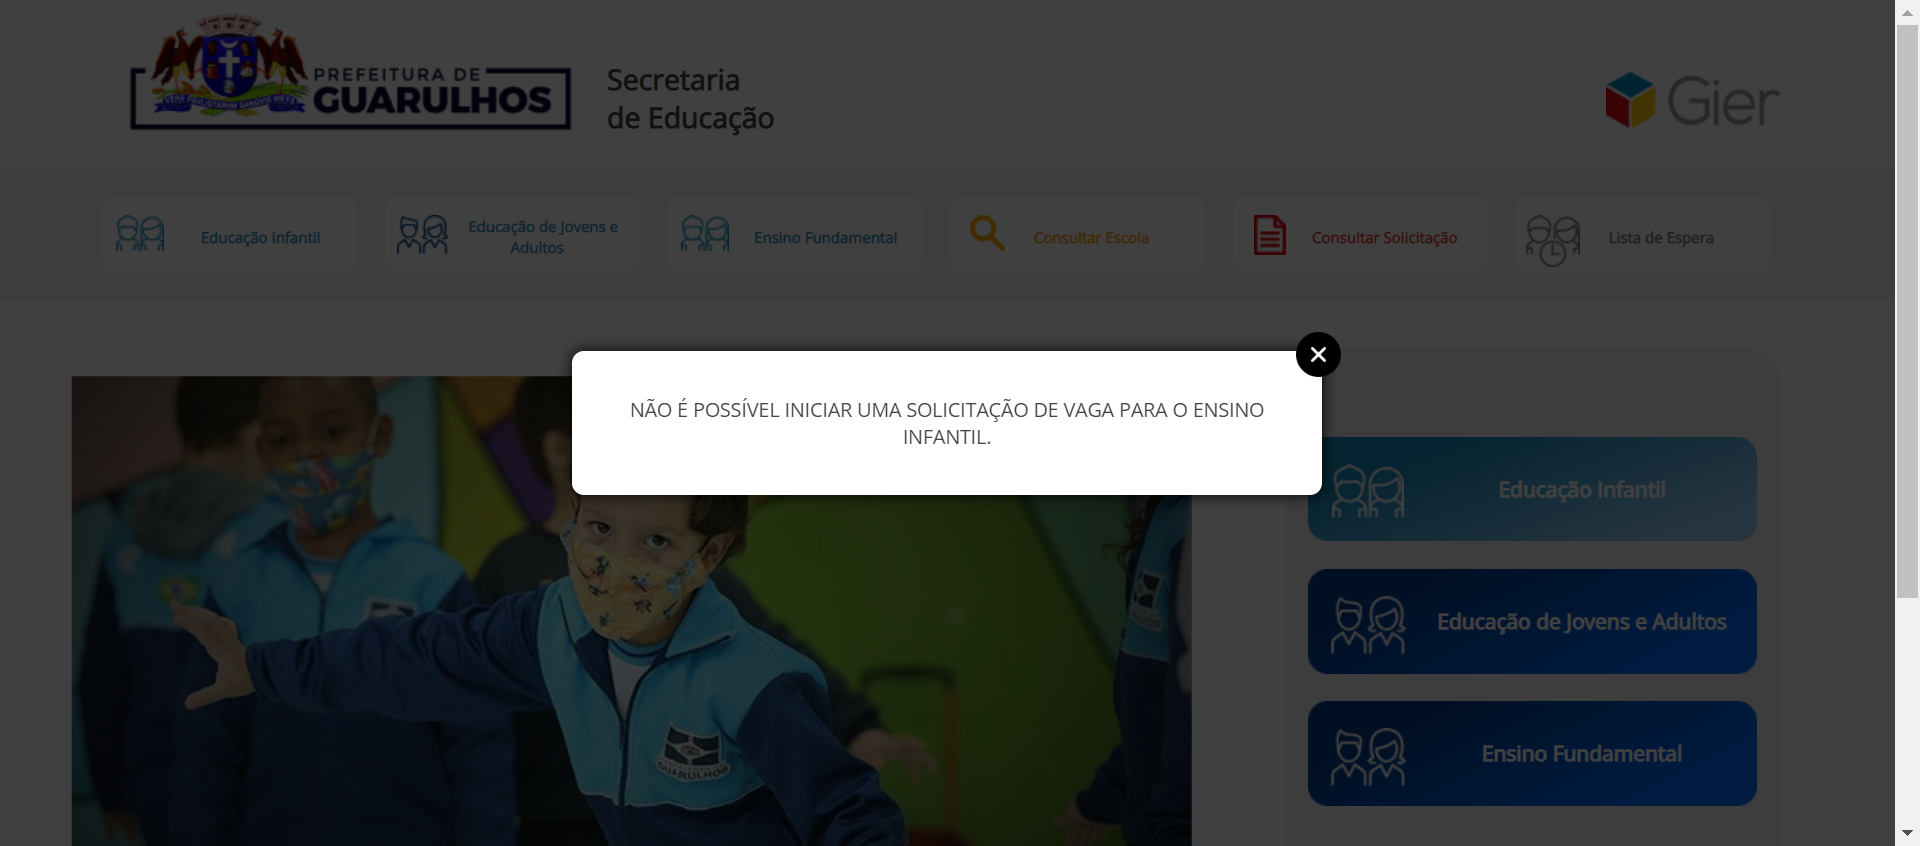 PREFEITURA DE
GUARULHOS
Secretaria
de Educação
Gier
Educação Infantil
Educação de Jovens e
Adultos
Ensino Fundamental
Consultar Escola
Consultar Solicitação
Lista de Espera
NÃO É POSSÍVEL INICIAR UMA SOLICITAÇÃO DE VAGA PARA O ENSINO
INFANTIL.
Educação Infantil
Educação de Jovens e Adultos
Ensino Fundamental
GUARULHOS